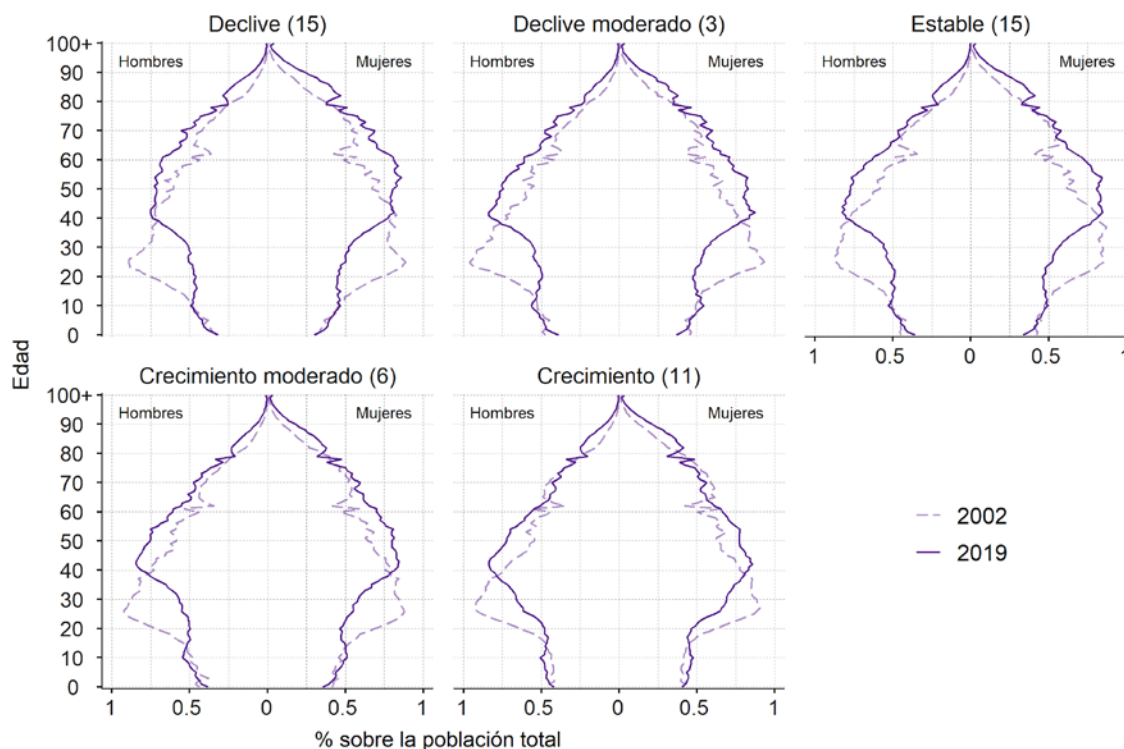 Declive (15)
Declive moderado (3)
Estable (15)
Hombres
Mujeres
Hombres
Mujeres
Hombres
Mujeres
100+
90
80
70
60
50
40
30
20
10
0
1
0.5
0
0.5
1
Edad
Crecimiento moderado (6)
Crecimiento (11)
Hombres
Mujeres
Hombres
Mujeres
100+
90
80
70
60
50
40
30
20
10
0
1
0.5
0
0.5
1
1
0.5
0
0.5
1
2002
2019
% sobre la población total